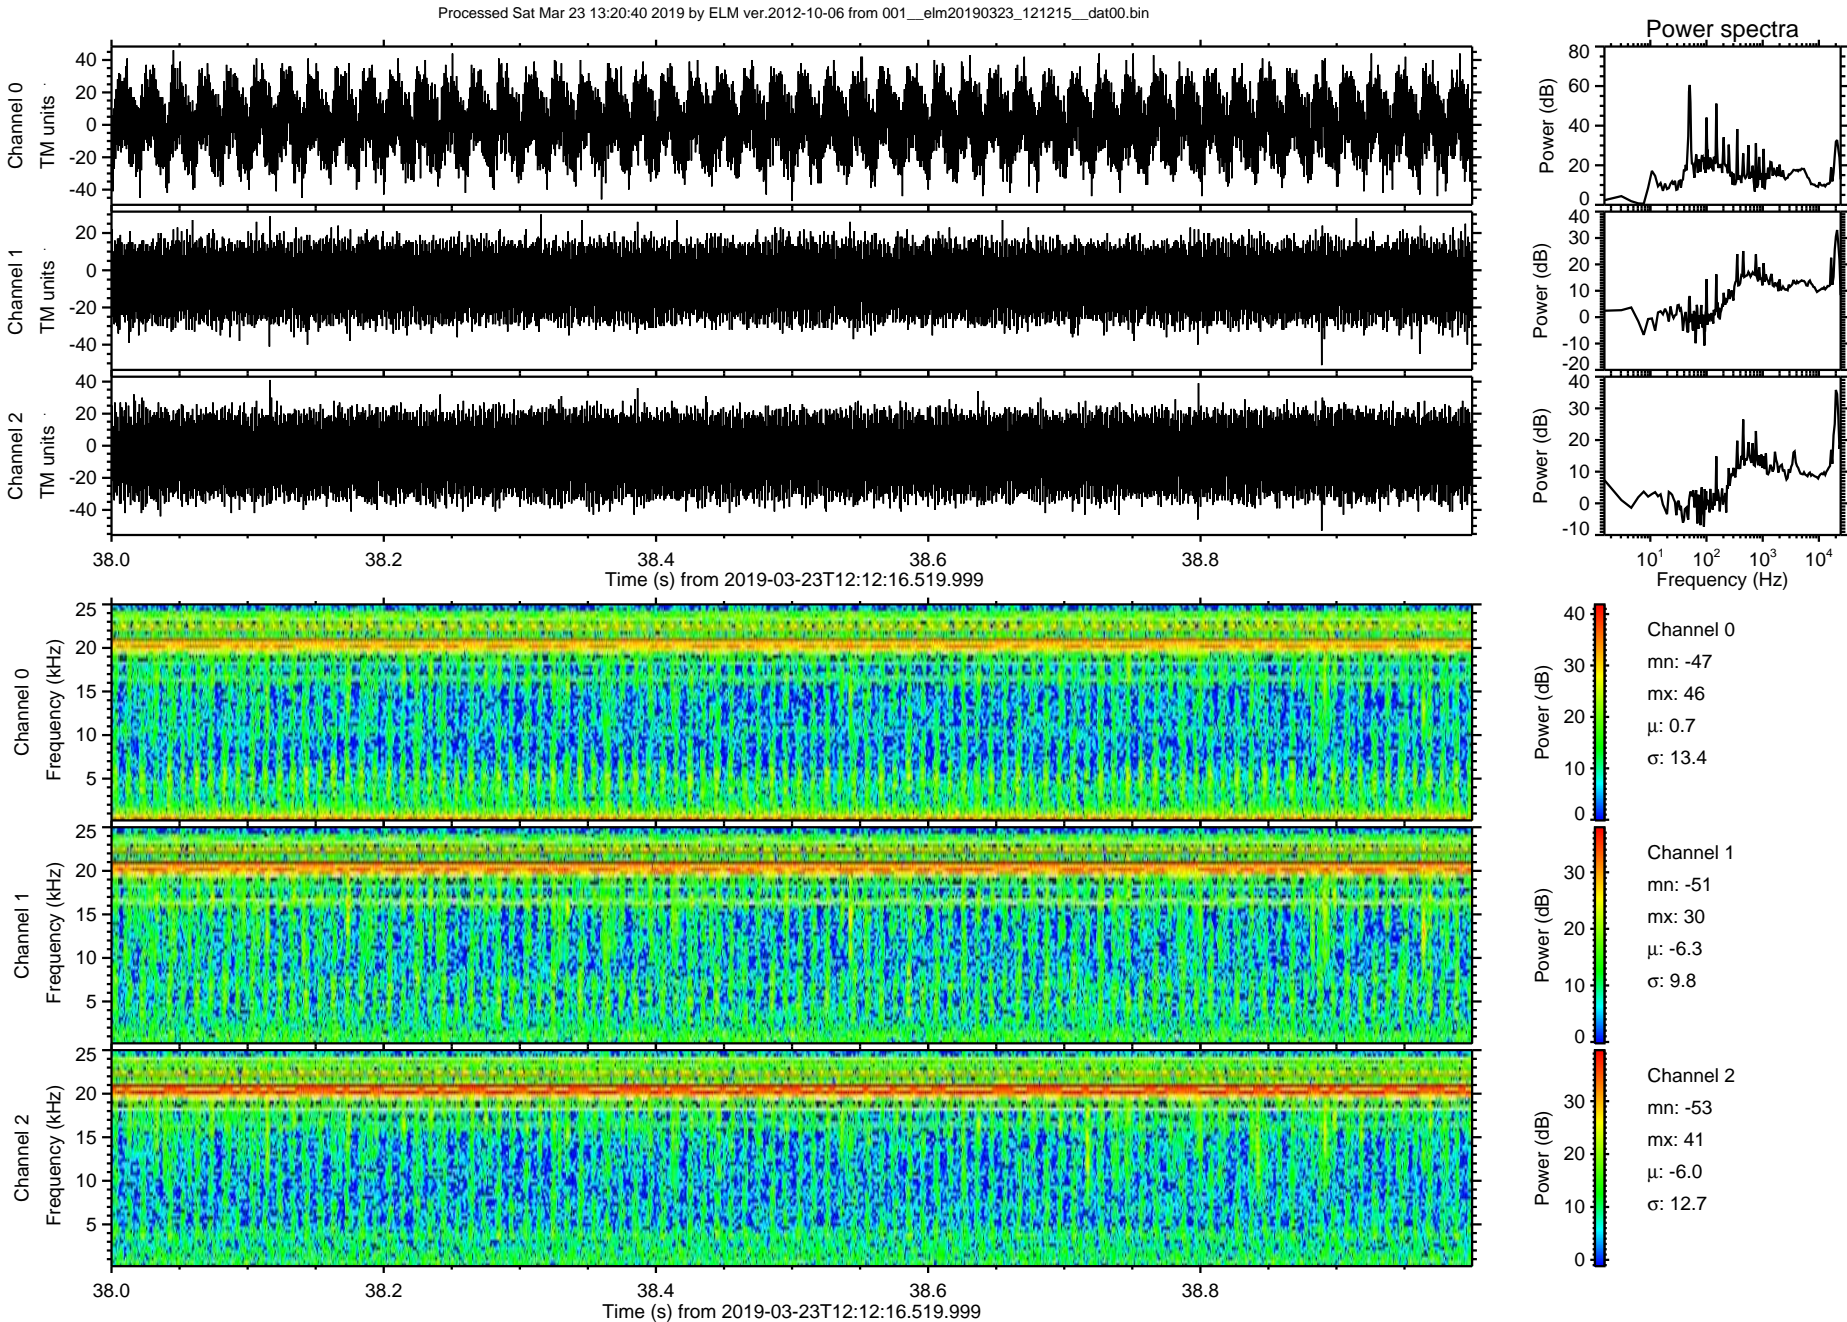 Processed Sat Mar 23 13:20:40 2019 by ELM ver.2012-10-06 from 001__elm20190323_121215__dat00.bin
Power spectra
Channel 0
TM units
40
20
0
-20
-40
Power (dB)
80
60
40
20
0
Channel 1
TM units
20
0
-20
-40
Power (dB)
40
30
20
10
0
-10
-20
Channel 2
TM units
40
20
0
-20
-40
Power (dB)
40
30
20
10
0
-10
38.0 38.2 38.4 38.6 38.8
Time (s) from 2019-03-23T12:12:16.519.999
10^1 10^2 10^3 10^4
Frequency (Hz)
Channel 0
Frequency (kHz)
25
20
15
10
5
Power (dB)
40
30
20
10
0
Channel 0
mn: -47
mx: 46
μ: 0.7
σ: 13.4
Channel 1
Frequency (kHz)
25
20
15
10
5
Power (dB)
30
20
10
0
Channel 1
mn: -51
mx: 30
μ: -6.3
σ: 9.8
Channel 2
Frequency (kHz)
25
20
15
10
5
Power (dB)
30
20
10
0
Channel 2
mn: -53
mx: 41
μ: -6.0
σ: 12.7
38.0 38.2 38.4 38.6 38.8
Time (s) from 2019-03-23T12:12:16.519.999